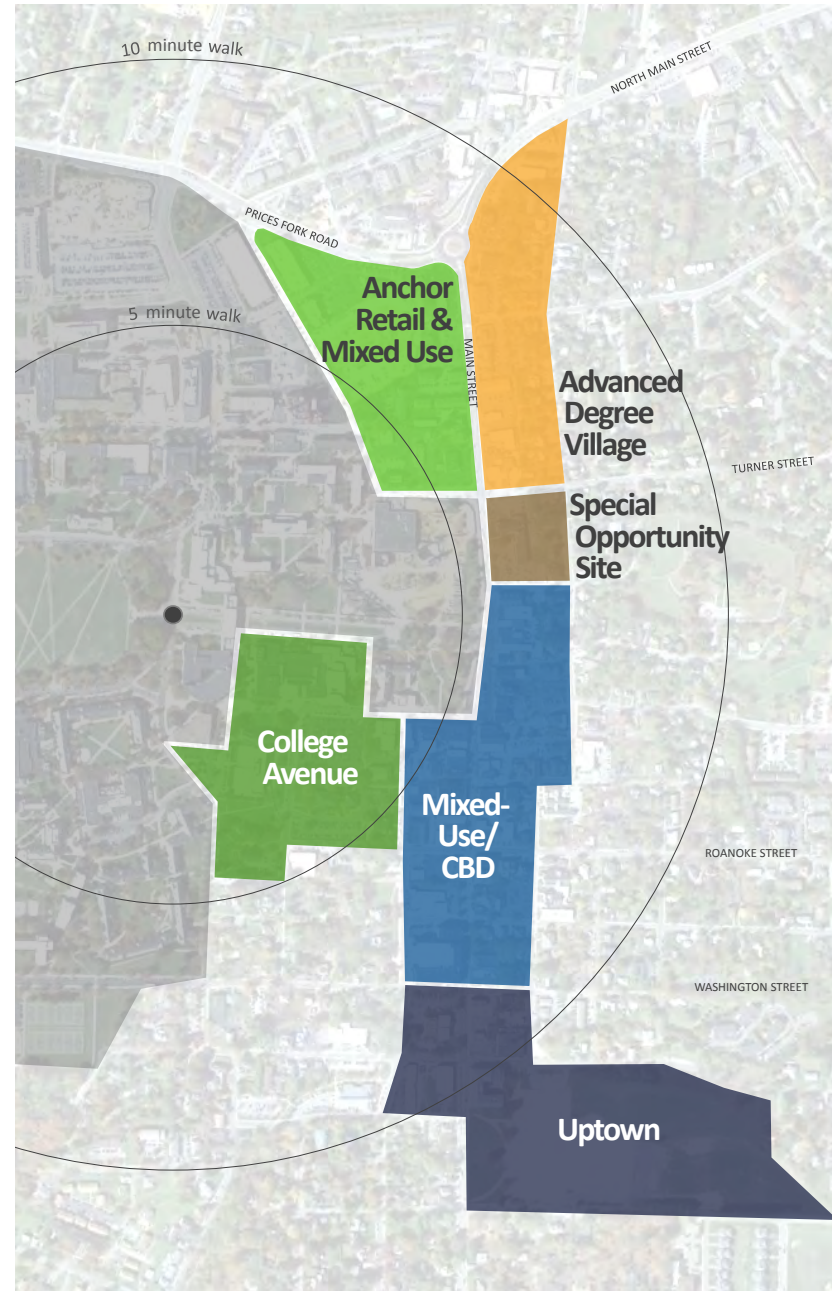 10 minute walk
NORTH MAIN STREET
PRICES FORK ROAD
5 minute walk
Anchor
Retail &
Mixed Use
MAIN STREET
Advanced
Degree
Village
TURNER STREET
Special
Opportunity
Site
College
Avenue
Mixed-
Use/
CBD
ROANOKE STREET
WASHINGTON STREET
Uptown